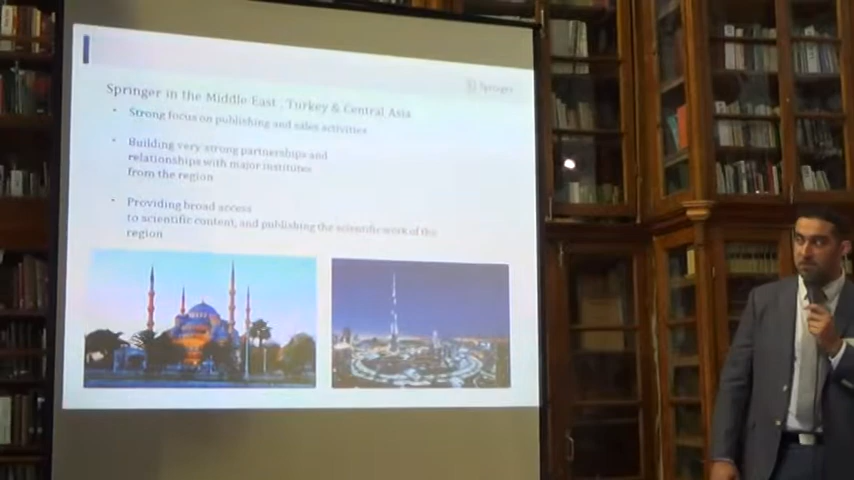 Springer
Springer in the Middle East , Turkey & Central Asia
• Strong focus on publishing and sales activities
• Building very strong partnerships and
relationships with major institutes
from the region
• Providing broad access
to scientific content, and publishing the scientific work of the
region